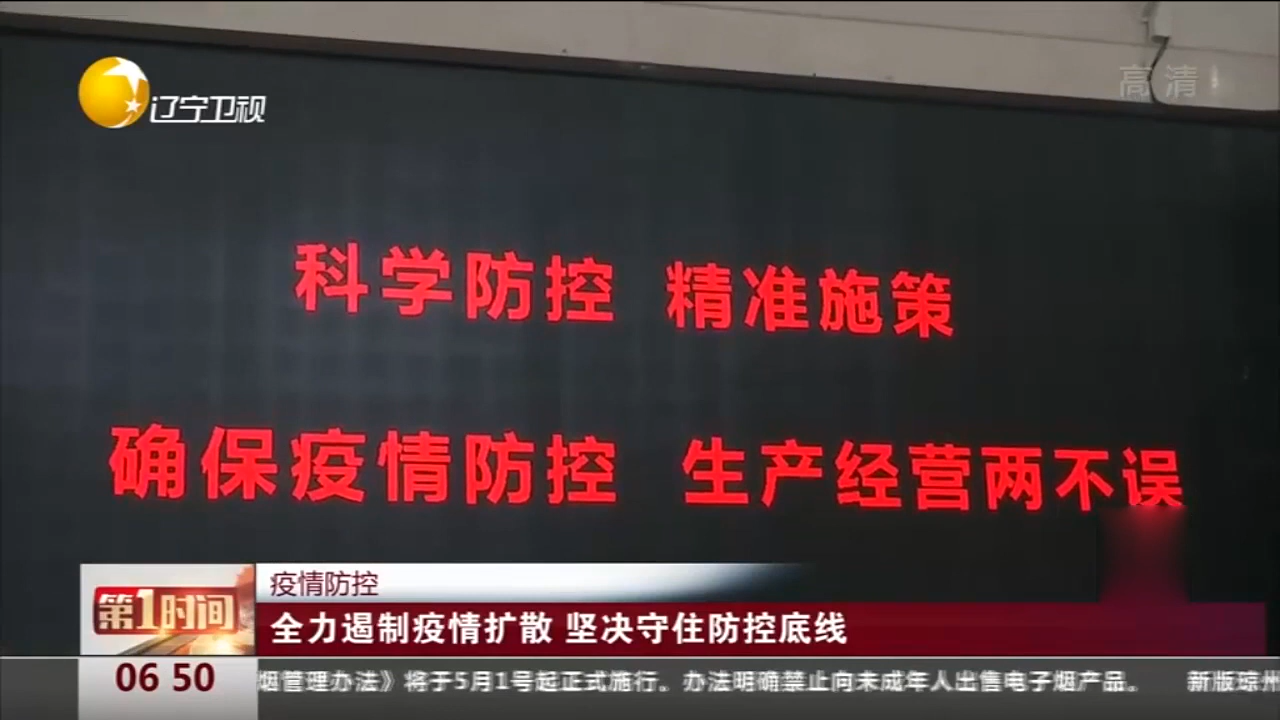 辽宁卫视
高清
科学防控 精准施策
确保疫情防控 生产经营两不误
疫情防控
第1时间
全力遏制疫情扩散 坚决守住防控底线
06 50
烟管理办法》将于5月1号起正式施行。办法明确禁止向未成年人出售电子烟产品。 新版琼州